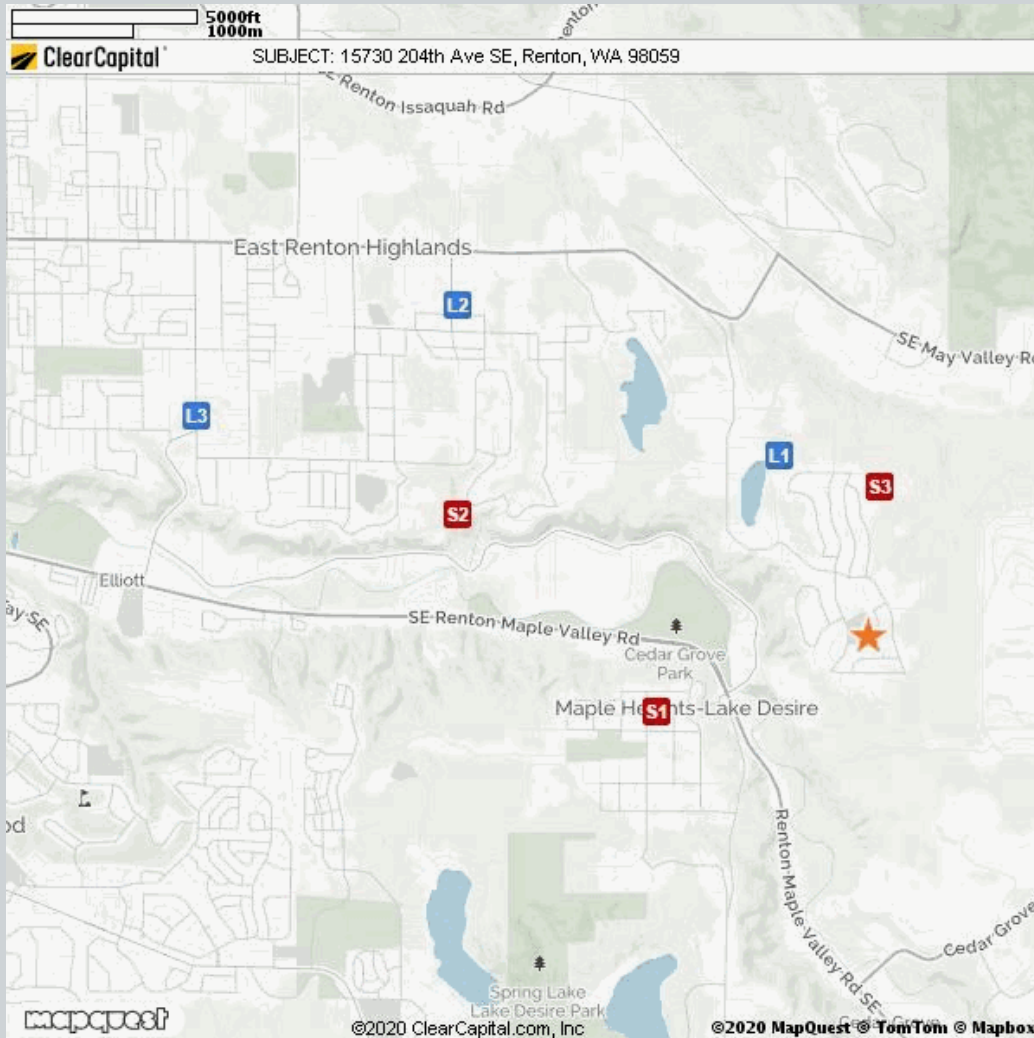 5000ft
1000m
ClearCapital
SUBJECT: 15730 204th Ave SE, Renton, WA 98059
Renton Issaquah Rd
East Renton Highlands
L2
SE May Valley
L3
L1
S3
S2
Elliott
SE Renton Maple Valley Rd
Cedar Grove
Park
Maple Heights-Lake Desire
S1
Renton-Maple Valley Rd SE
Cedar Grove
Spring Lake
Lake Desire Park
Cedar Grove
mapquest
©2020 ClearCapital.com, Inc
©2020 MapQuest © TomTom © Mapbox